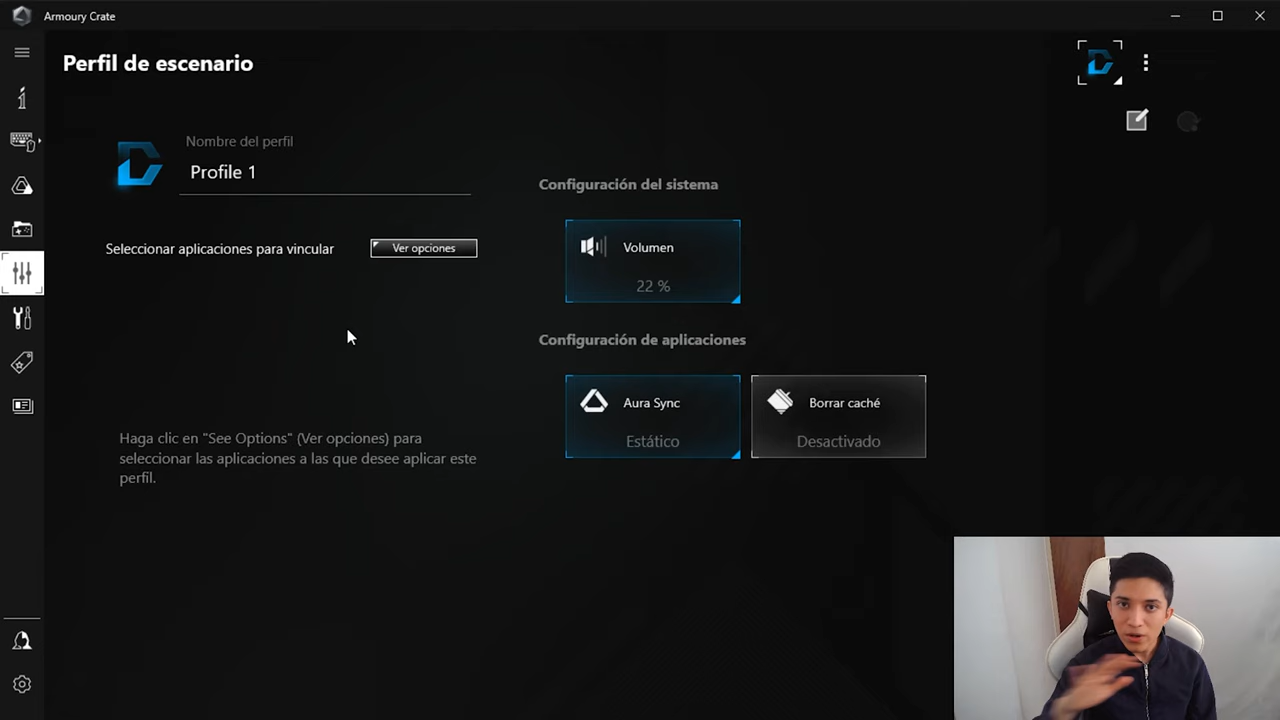 Armoury Crate
Perfil de escenario
Nombre del perfil
Profile 1
Seleccionar aplicaciones para vincular
Ver opciones
Haga clic en "See Options" (Ver opciones) para
seleccionar las aplicaciones a las que desee aplicar este
perfil.
Configuración del sistema
Volumen
22 %
Configuración de aplicaciones
Aura Sync
Estático
Borrar caché
Desactivado